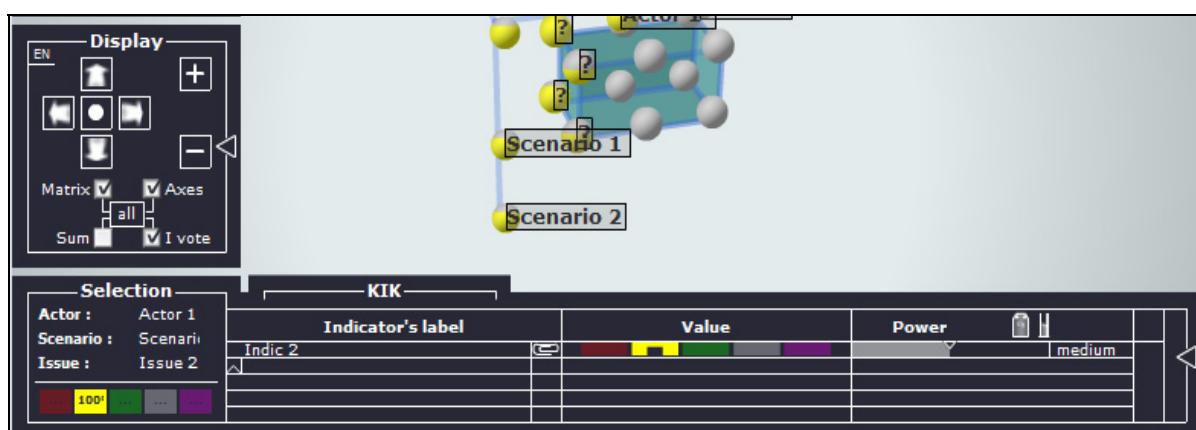 Actor 1
?
?
?
?
Scenario 1
Scenario 2
Display
EN
+
−
Matrix
Axes
all
Sum
I vote
Selection
Actor :
Actor 1
Scenario :
Scenari
Issue :
Issue 2
...
100
...
...
...
KIK
Indicator's label
Value
Power
Indic 2
medium